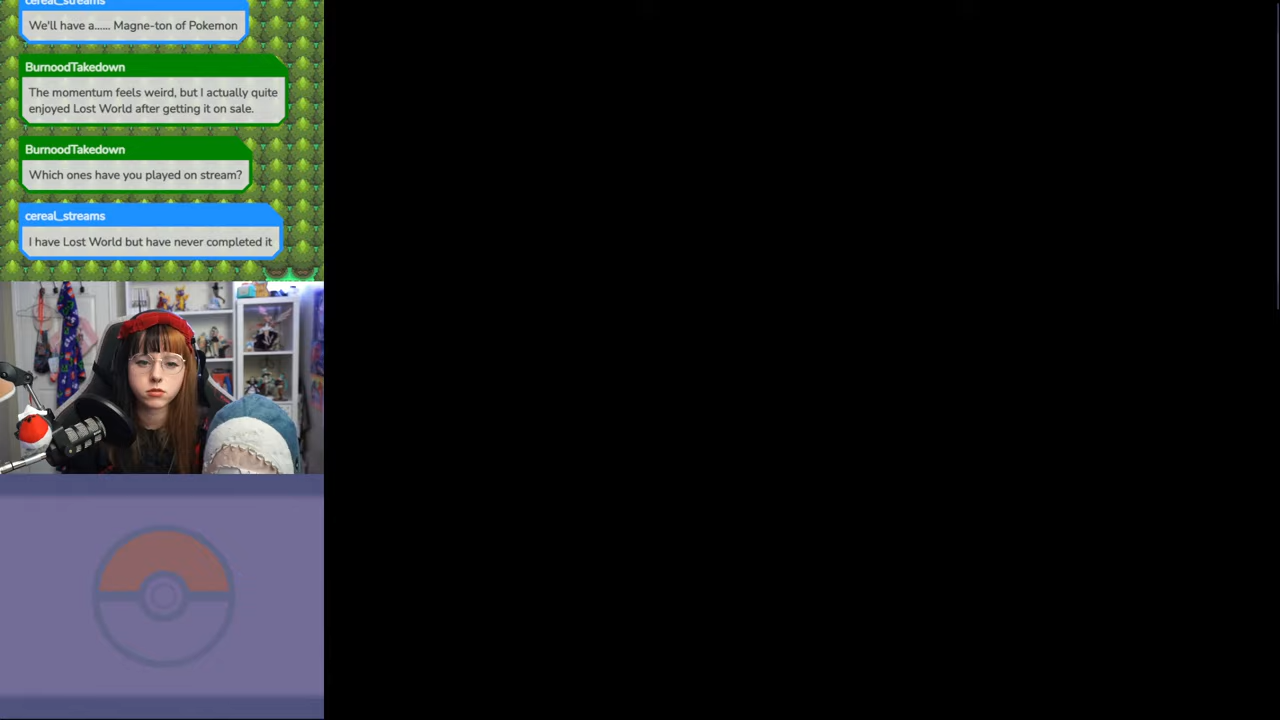 cereal_streams
We'll have a...... Magne-ton of Pokemon
BurnoodTakedown
The momentum feels weird, but I actually quite
enjoyed Lost World after getting it on sale.
BurnoodTakedown
Which ones have you played on stream?
cereal_streams
I have Lost World but have never completed it